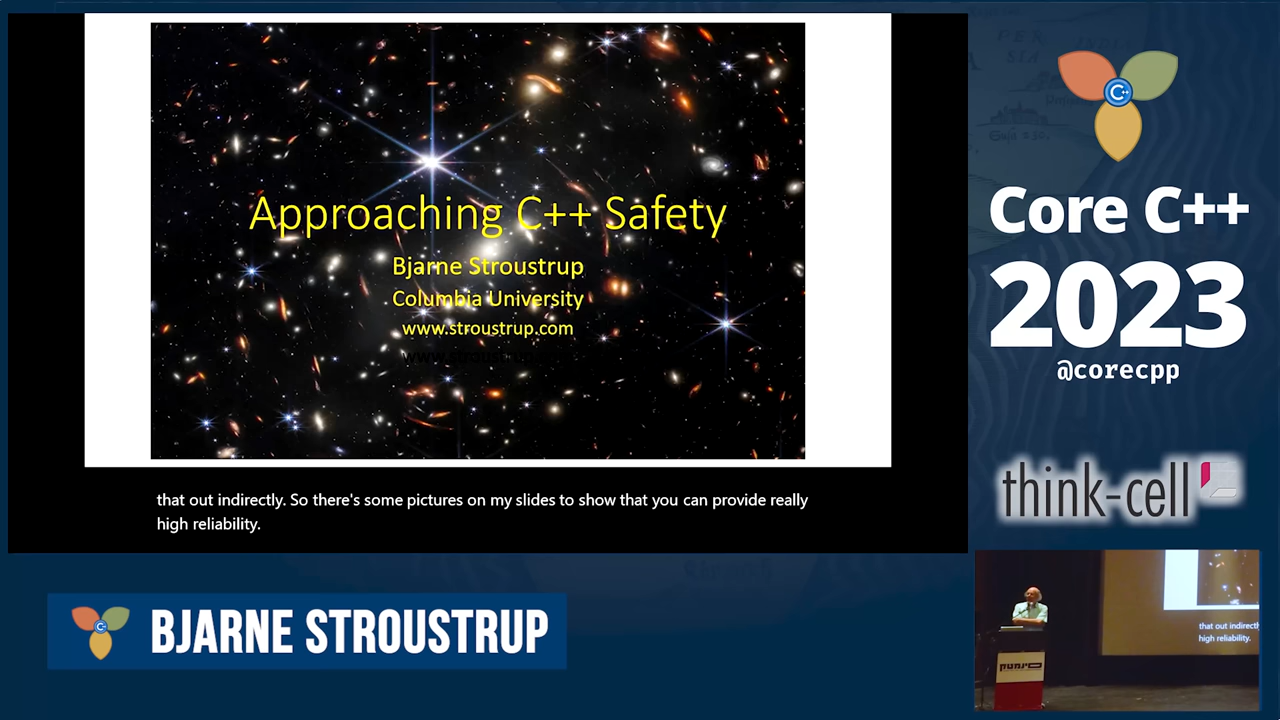 Approaching C++ Safety
Bjarne Stroustrup
Columbia University
www.stroustrup.com
that out indirectly. So there's some pictures on my slides to show that you can provide really
high reliability.
BJARNE STROUSTRUP
C++
Core C++
2023
@corecpp
think-cell
that out indirectly
high reliability.
סינמטק